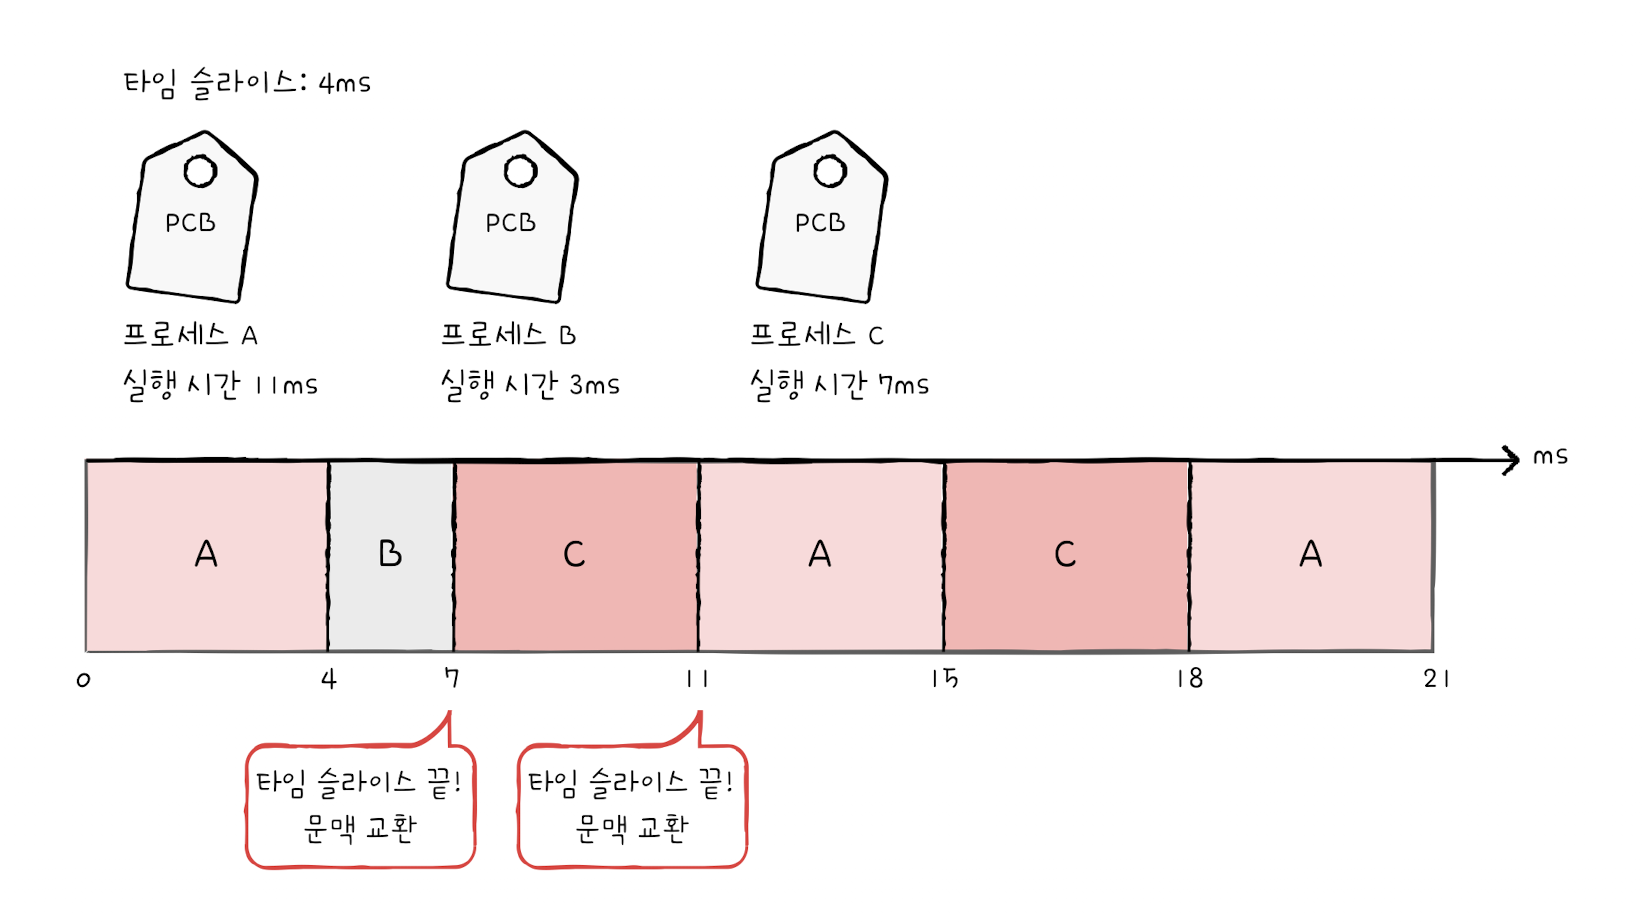 타임 슬라이스: 4ms
PCB
PCB
PCB
프로세스 A
실행 시간 11ms
프로세스 B
실행 시간 3ms
프로세스 C
실행 시간 7ms
ms
A
B
C
A
C
A
0
4
7
11
15
18
21
타임 슬라이스 끝!
문맥 교환
타임 슬라이스 끝!
문맥 교환